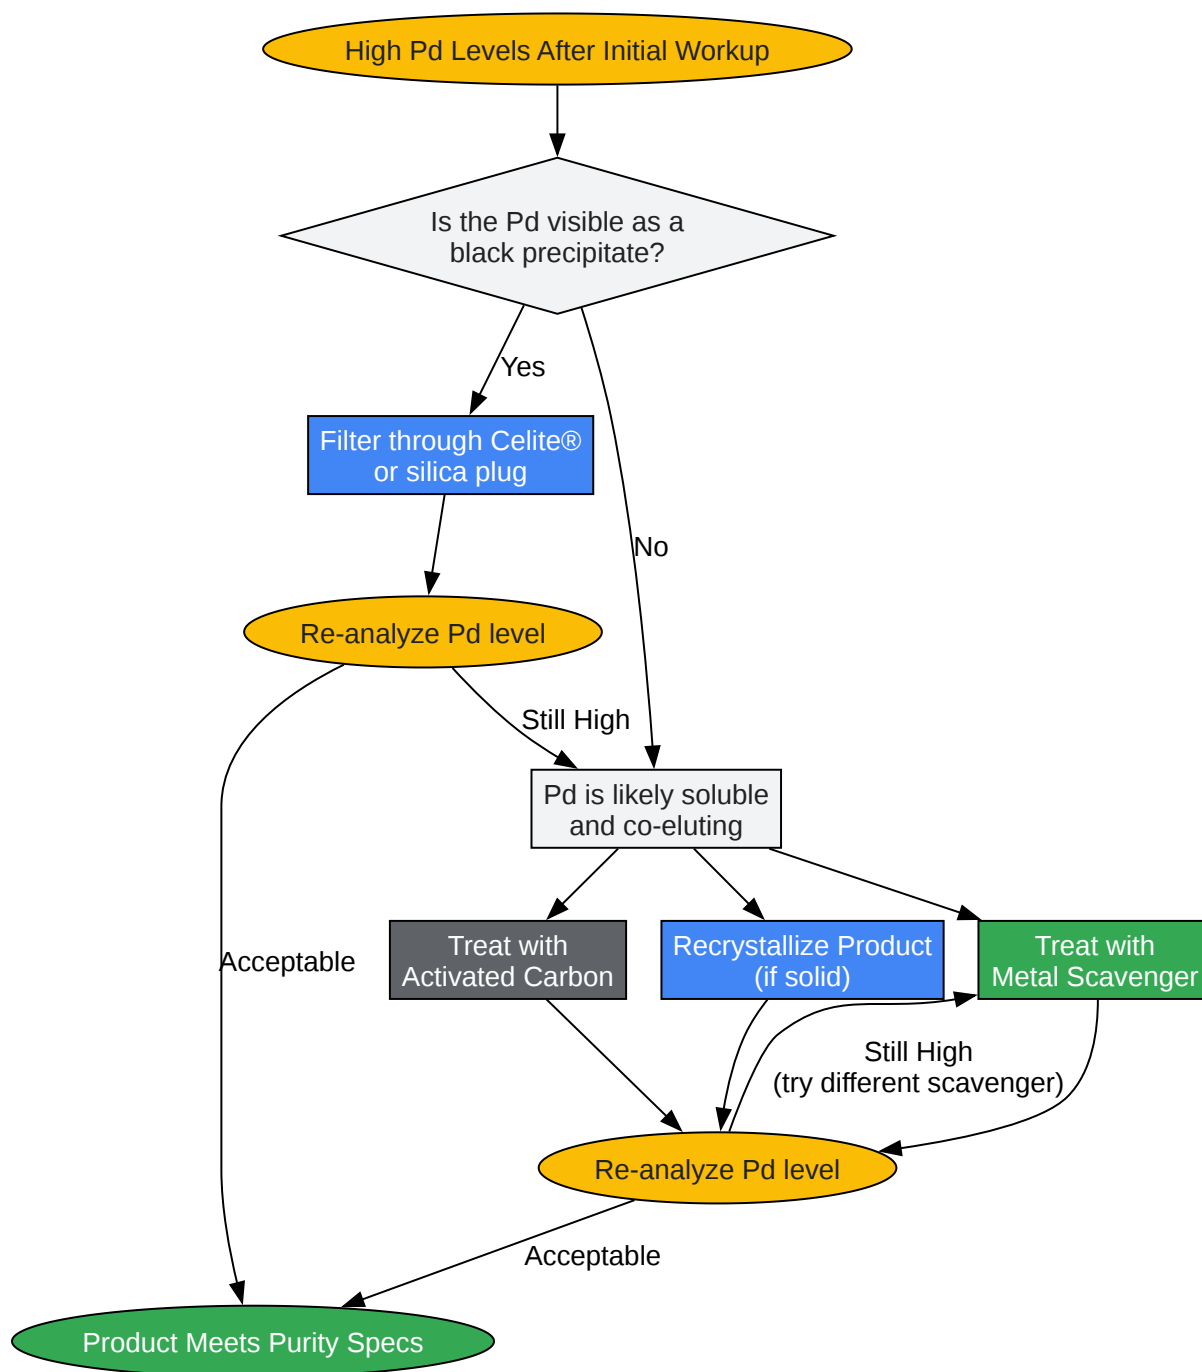 High Pd Levels After Initial Workup
Is the Pd visible as a
black precipitate?
Yes
Filter through Celite®
or silica plug
No
Re-analyze Pd level
Still High
Pd is likely soluble
and co-eluting
Acceptable
Treat with
Activated Carbon
Recrystallize Product
(if solid)
Treat with
Metal Scavenger
Still High
(try different scavenger)
Re-analyze Pd level
Acceptable
Product Meets Purity Specs